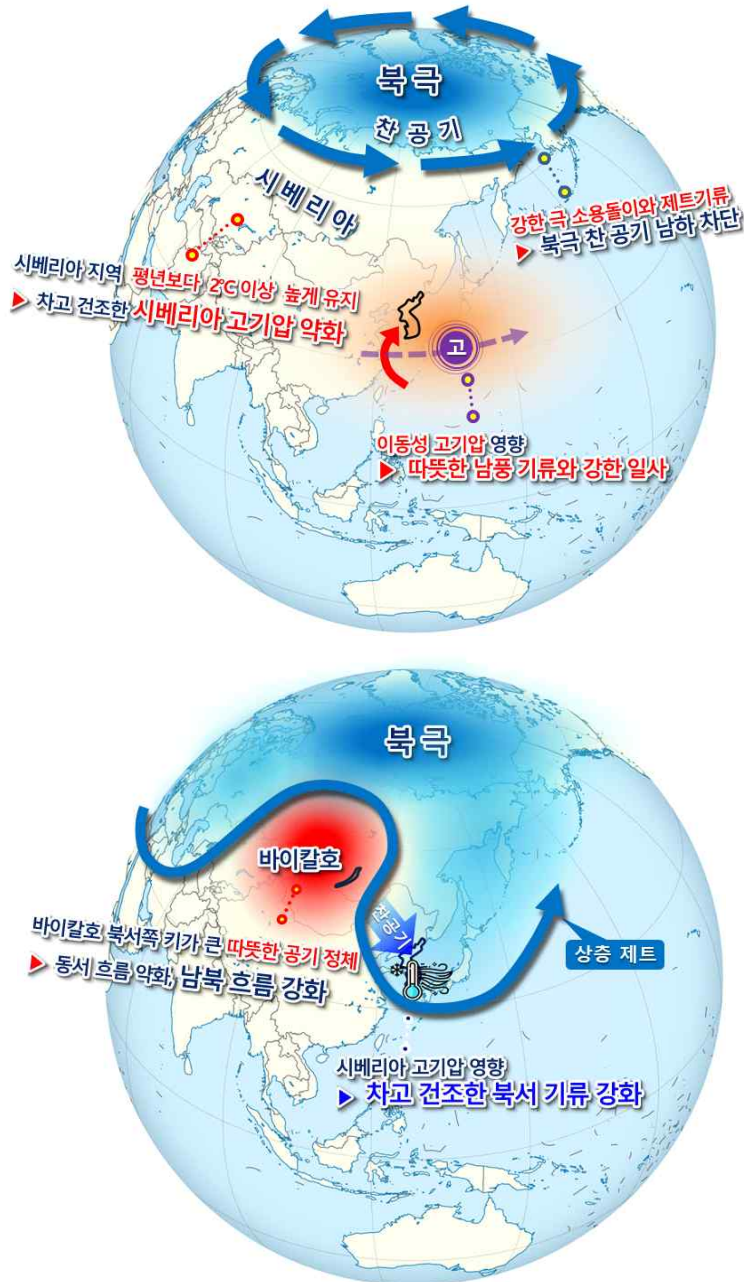 북극
찬공기
시베리아
강한 극 소용돌이와 제트기류
▶ 북극 찬 공기 남하 차단
시베리아 지역 평년보다 2℃ 이상 높게 유지
▶ 차고 건조한 시베리아 고기압 약화
고
이동성 고기압 영향
▶ 따뜻한 남풍 기류와 강한 일사
북극
바이칼호
찬공기
바이칼호 북서쪽 키가 큰 따뜻한 공기 정체
▶ 동서 흐름 약화, 남북 흐름 강화
상층 제트
시베리아 고기압 영향
▶ 차고 건조한 북서 기류 강화